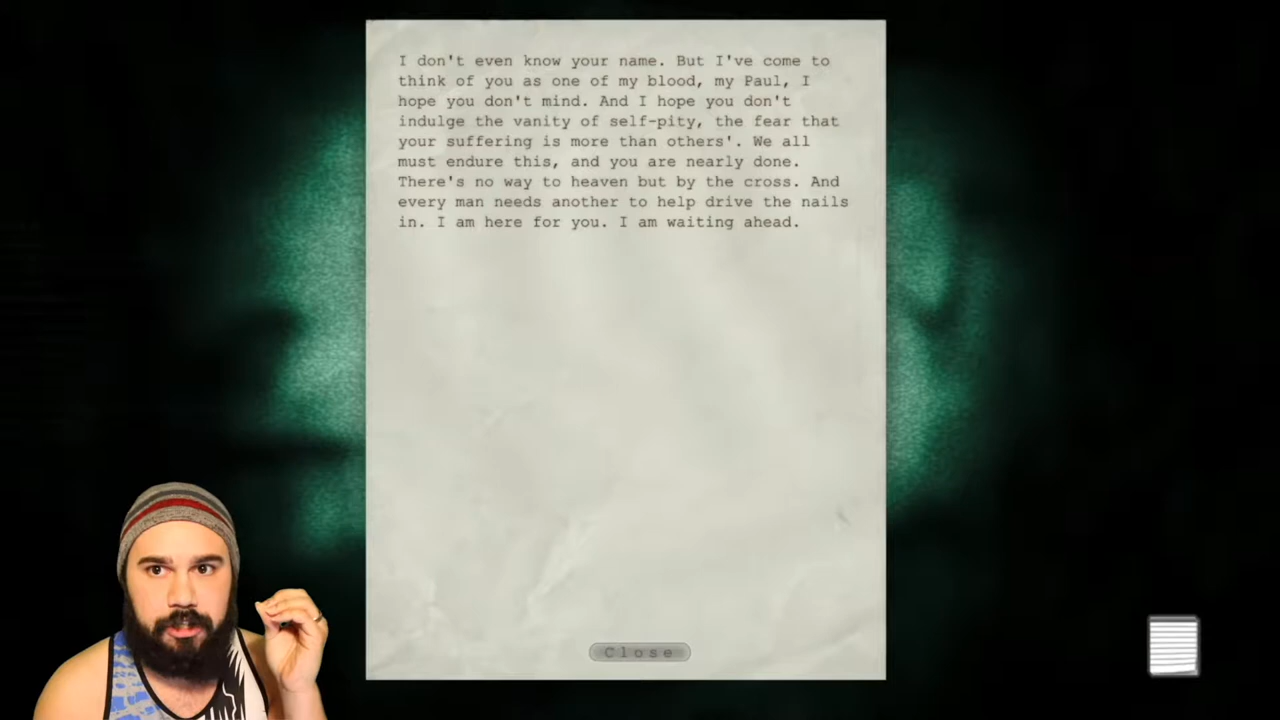 I don't even know your name. But I've come to
think of you as one of my blood, my Paul, I
hope you don't mind. And I hope you don't
indulge the vanity of self-pity, the fear that
your suffering is more than others'. We all
must endure this, and you are nearly done.
There's no way to heaven but by the cross. And
every man needs another to help drive the nails
in. I am here for you. I am waiting ahead.
Close